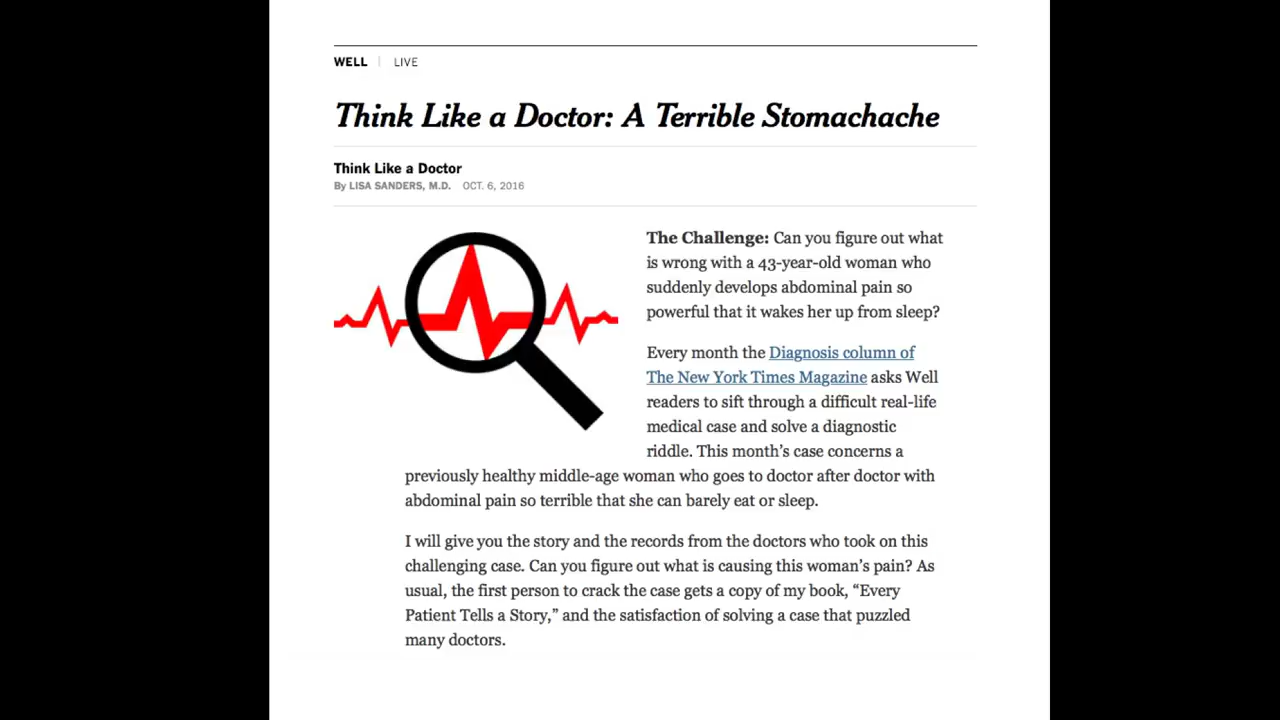 WELL | LIVE
Think Like a Doctor: A Terrible Stomachache
Think Like a Doctor
By LISA SANDERS, M.D. OCT. 6, 2016
The Challenge: Can you figure out what
is wrong with a 43-year-old woman who
suddenly develops abdominal pain so
powerful that it wakes her up from sleep?
Every month the Diagnosis column of
The New York Times Magazine asks Well
readers to sift through a difficult real-life
medical case and solve a diagnostic
riddle. This month’s case concerns a
previously healthy middle-age woman who goes to doctor after doctor with
abdominal pain so terrible that she can barely eat or sleep.
I will give you the story and the records from the doctors who took on this
challenging case. Can you figure out what is causing this woman’s pain? As
usual, the first person to crack the case gets a copy of my book, “Every
Patient Tells a Story,” and the satisfaction of solving a case that puzzled
many doctors.